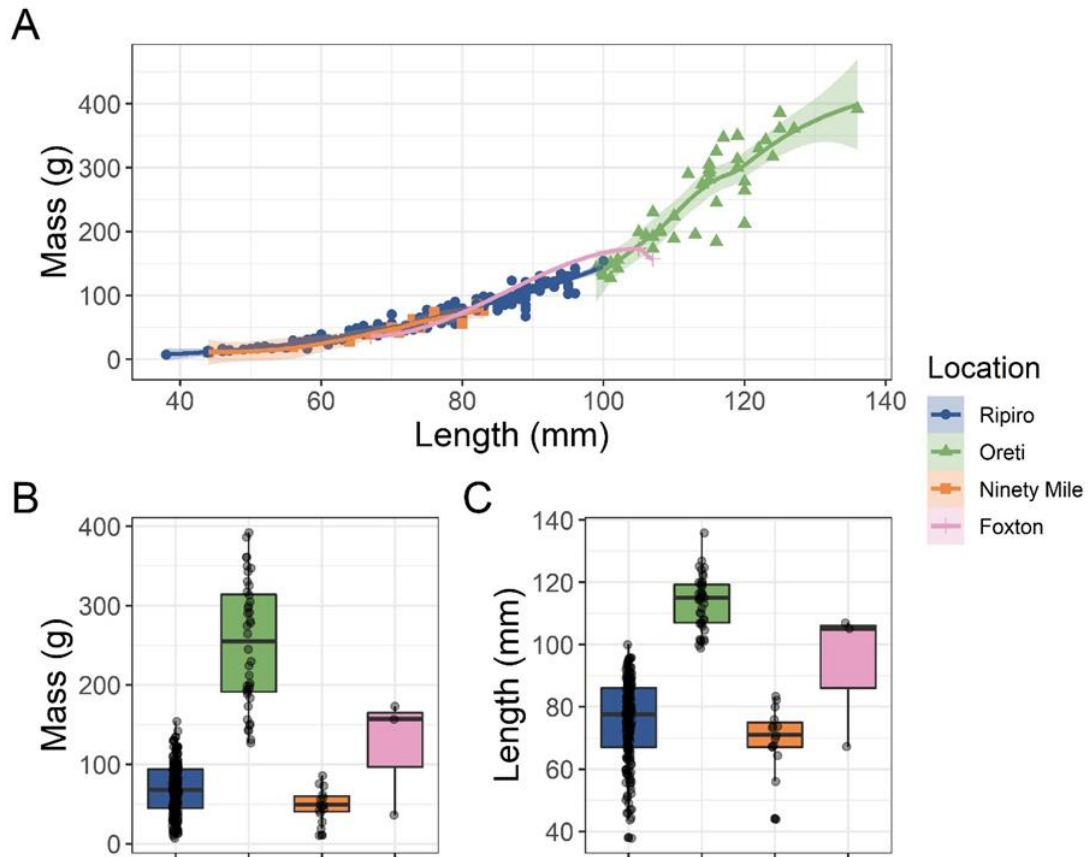 A
Mass (g)
400
300
200
100
0
40 60 80 100 120 140
Length (mm)
Location
Ripiro
Oreti
Ninety Mile
Foxton
B
Mass (g)
400
300
200
100
0
C
Length (mm)
140
120
100
80
60
40